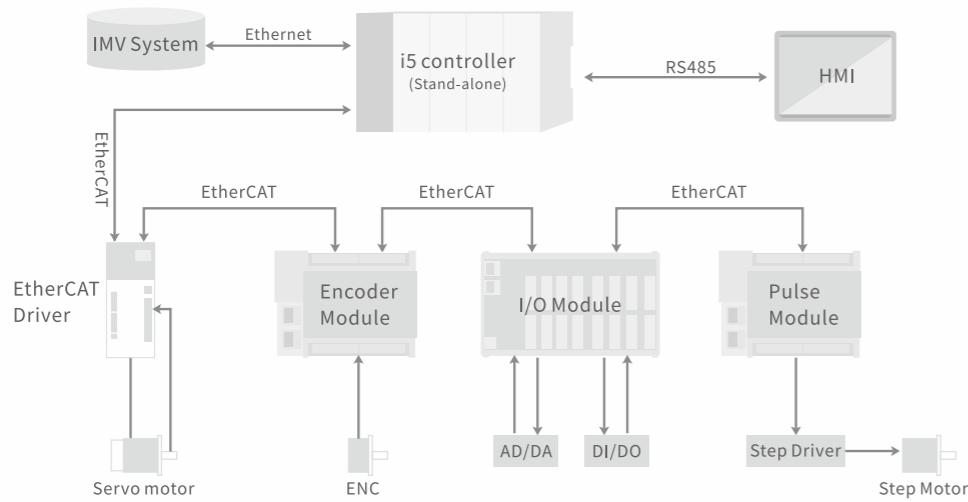 IMV System
Ethernet
i5 controller
(Stand-alone)
RS485
HMI
EtherCAT
EtherCAT
EtherCAT
EtherCAT
EtherCAT
Driver
Encoder
Module
I/O Module
Pulse
Module
AD/DA
DI/DO
Step Driver
Servo motor
ENC
Step Motor